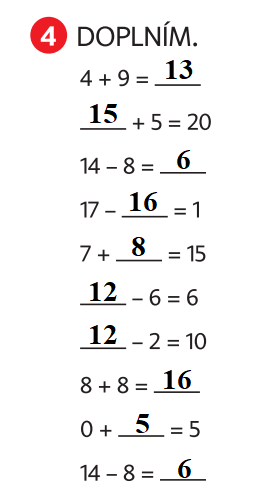 4 DOPLNÍM.
4 + 9 = 13
15 + 5 = 20
14 – 8 = 6
17 – 16 = 1
7 + 8 = 15
12 – 6 = 6
12 – 2 = 10
8 + 8 = 16
0 + 5 = 5
14 – 8 = 6